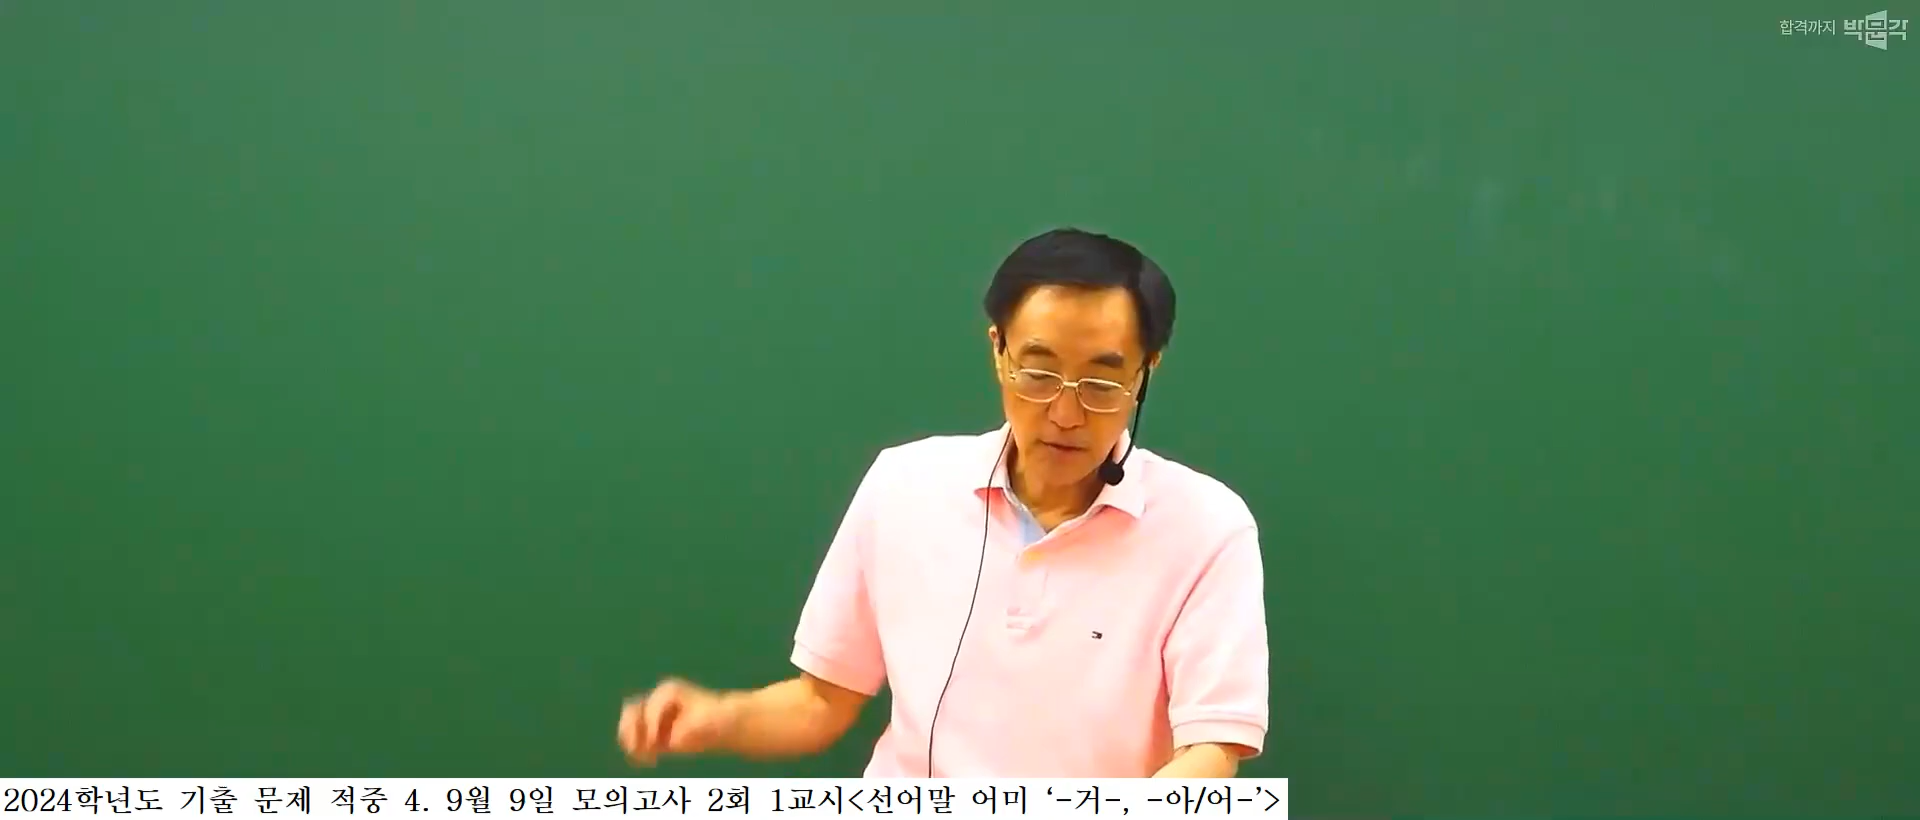 합격까지 박문각
2024학년도 기출 문제 적중 4. 9월 9일 모의고사 2회 1교시<선어말 어미 ‘-거-, -아/어-’>